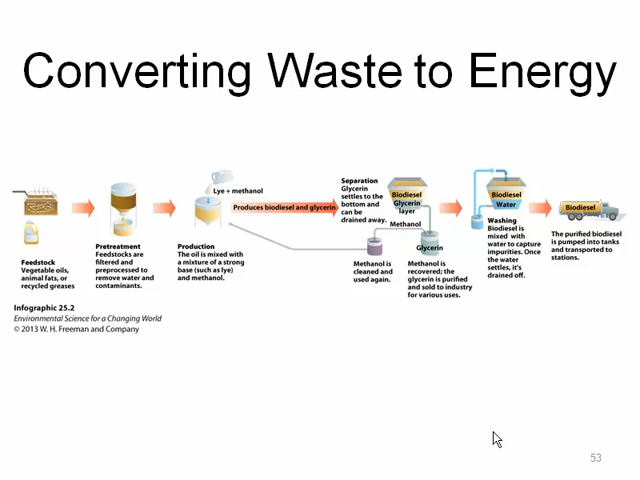 Converting Waste to Energy
Feedstock
Vegetable oils,
animal fats, or
recycled greases
Pretreatment
Feedstocks are
filtered and
preprocessed to
remove water and
contaminants.
Lye + methanol
Production
The oil is mixed with
a mixture of a strong
base (such as lye)
and methanol.
Produces biodiesel and glycerin
Separation
Glycerin
settles to the
bottom and
can be
drained away.
Biodiesel
Glycerin
layer
Methanol
Glycerin
Methanol is
cleaned and
used again.
Methanol is
recovered; the
glycerin is purified
and sold to industry
for various uses.
Biodiesel
Water
Washing
Biodiesel is
mixed with
water to capture
impurities. Once
the water
settles, it's
drained off.
Biodiesel
The purified biodiesel
is pumped into tanks
and transported to
stations.
Infographic 25.2
Environmental Science for a Changing World
© 2013 W. H. Freeman and Company
53